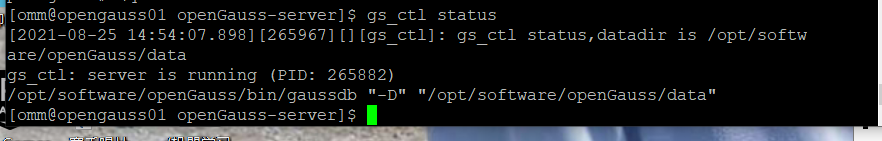 [omm@opengauss01 openGauss-server]$ gs_ctl status
[2021-08-25 14:54:07.898][265967][][gs_ctl]: gs_ctl status,datadir is /opt/softw
are/openGauss/data
gs_ctl: server is running (PID: 265882)
/opt/software/openGauss/bin/gaussdb "-D" "/opt/software/openGauss/data"
[omm@opengauss01 openGauss-server]$